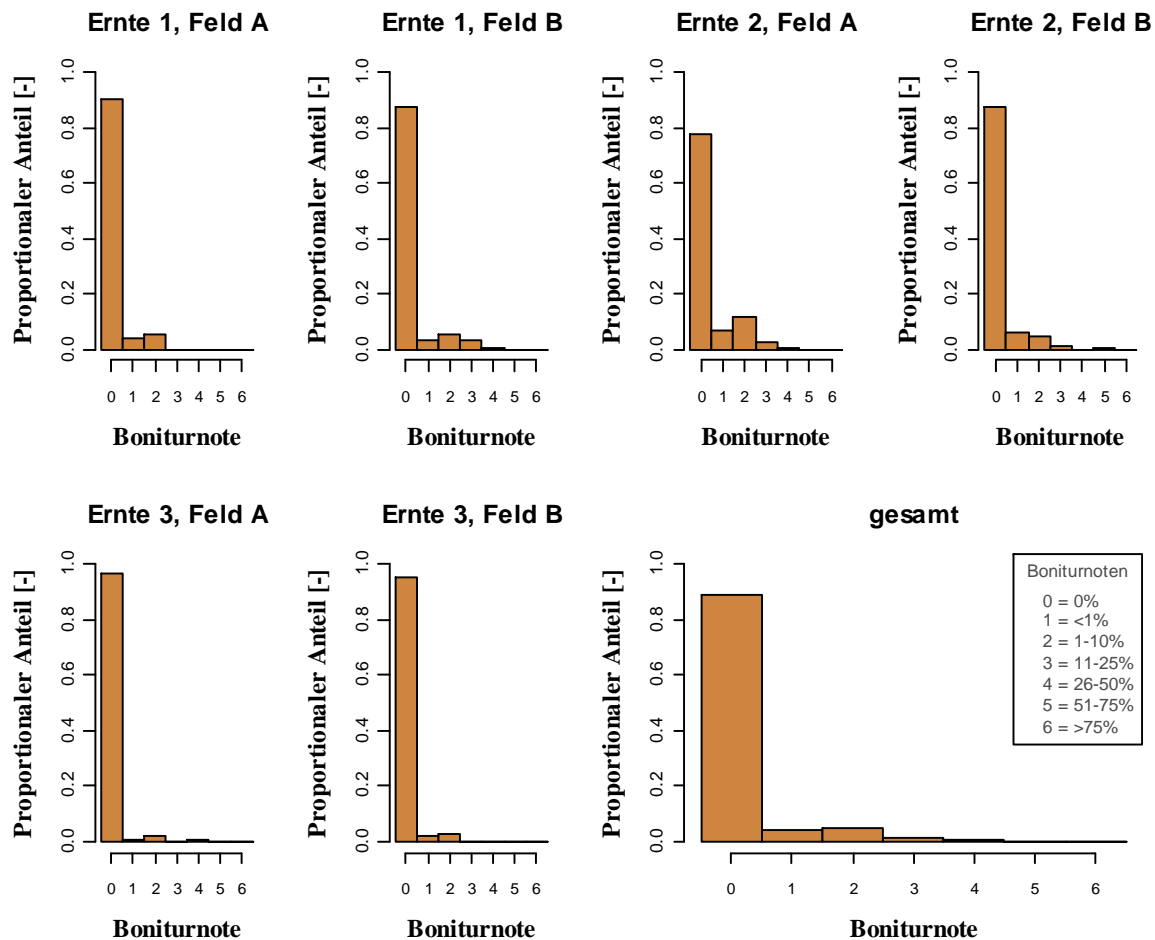 Ernte 1, Feld A
Proportionaler Anteil [-]
0.0 0.2 0.4 0.6 0.8 1.0
0 1 2 3 4 5 6
Boniturnote
Ernte 1, Feld B
Proportionaler Anteil [-]
0.0 0.2 0.4 0.6 0.8 1.0
0 1 2 3 4 5 6
Boniturnote
Ernte 2, Feld A
Proportionaler Anteil [-]
0.0 0.2 0.4 0.6 0.8 1.0
0 1 2 3 4 5 6
Boniturnote
Ernte 2, Feld B
Proportionaler Anteil [-]
0.0 0.2 0.4 0.6 0.8 1.0
0 1 2 3 4 5 6
Boniturnote
Ernte 3, Feld A
Proportionaler Anteil [-]
0.0 0.2 0.4 0.6 0.8 1.0
0 1 2 3 4 5 6
Boniturnote
Ernte 3, Feld B
Proportionaler Anteil [-]
0.0 0.2 0.4 0.6 0.8 1.0
0 1 2 3 4 5 6
Boniturnote
gesamt
Proportionaler Anteil [-]
0.0 0.2 0.4 0.6 0.8 1.0
0 1 2 3 4 5 6
Boniturnote
Boniturnoten
0 = 0%
1 = <1%
2 = 1-10%
3 = 11-25%
4 = 26-50%
5 = 51-75%
6 = >75%